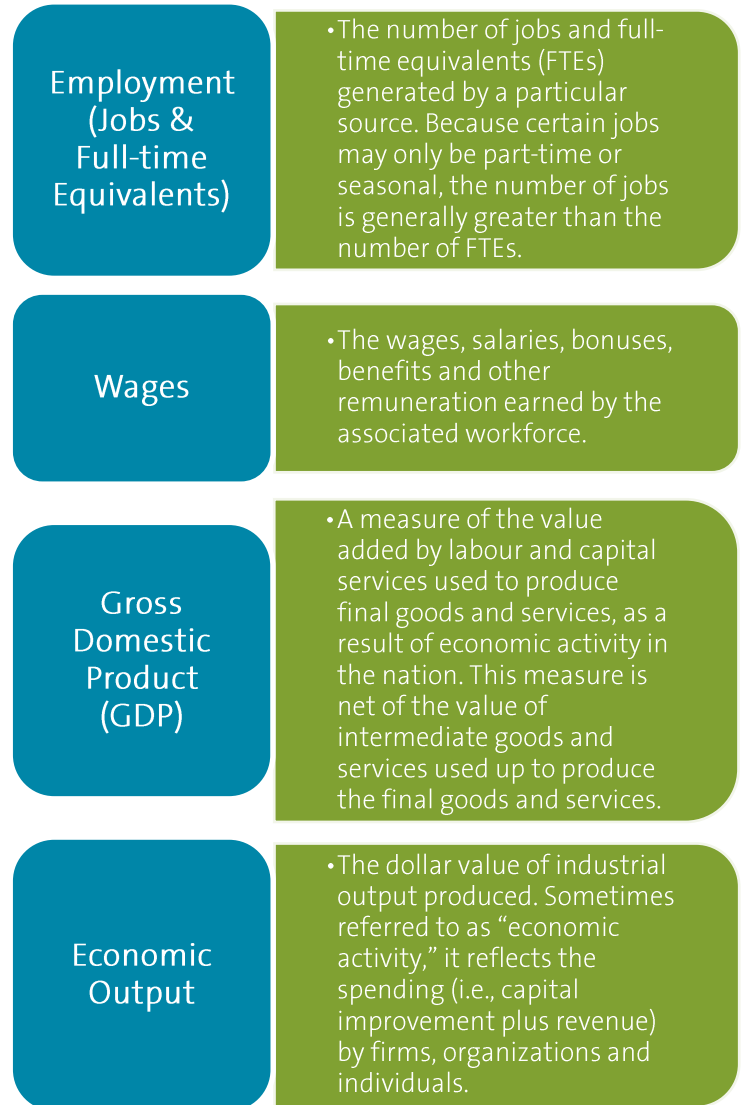 Employment
(Jobs &
Full-time
Equivalents)
•The number of jobs and full-
time equivalents (FTEs)
generated by a particular
source. Because certain jobs
may only be part-time or
seasonal, the number of jobs
is generally greater than the
number of FTEs.
Wages
•The wages, salaries, bonuses,
benefits and other
remuneration earned by the
associated workforce.
Gross
Domestic
Product
(GDP)
•A measure of the value
added by labour and capital
services used to produce
final goods and services, as a
result of economic activity in
the nation. This measure is
net of the value of
intermediate goods and
services used up to produce
the final goods and services.
Economic
Output
•The dollar value of industrial
output produced. Sometimes
referred to as “economic
activity,” it reflects the
spending (i.e., capital
improvement plus revenue)
by firms, organizations and
individuals.